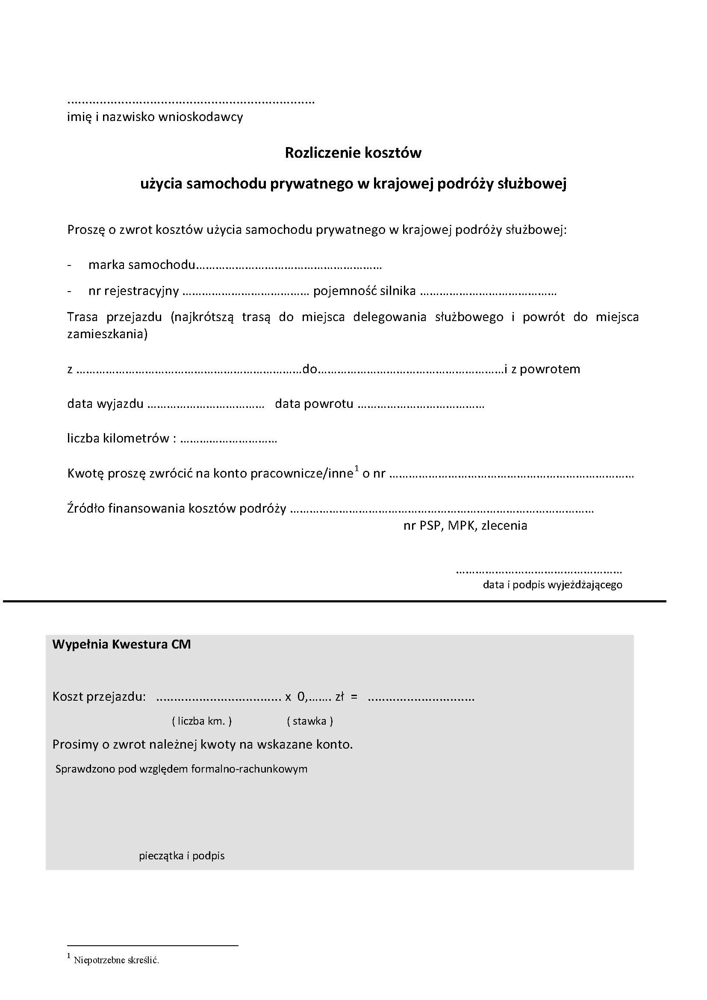 ....................................................................
imię i nazwisko wnioskodawcy
Rozliczenie kosztów
użycia samochodu prywatnego w krajowej podróży służbowej
Proszę o zwrot kosztów użycia samochodu prywatnego w krajowej podróży służbowej:
- marka samochodu…………………………………………………
- nr rejestracyjny ………………………………… pojemność silnika ……………………………………
Trasa przejazdu (najkrótszą trasą do miejsca delegowania służbowego i powrót do miejsca
zamieszkania)
z ……………………………………………………………do…………………………………………………i z powrotem
data wyjazdu ……………………………… data powrotu …………………………………
liczba kilometrów : …………………………
Kwotę proszę zwrócić na konto pracownicze/inne¹ o nr …………………………………………………………………
Źródło finansowania kosztów podróży …………………………………………………………………………………
nr PSP, MPK, zlecenia
……………………………………………
data i podpis wyjeżdżającego
Wypełnia Kwestura CM
Koszt przejazdu: ................................... x 0,……. zł = ..............................
( liczba km. ) ( stawka )
Prosimy o zwrot należnej kwoty na wskazane konto.
Sprawdzono pod względem formalno-rachunkowym
pieczątka i podpis
¹ Niepotrzebne skreślić.